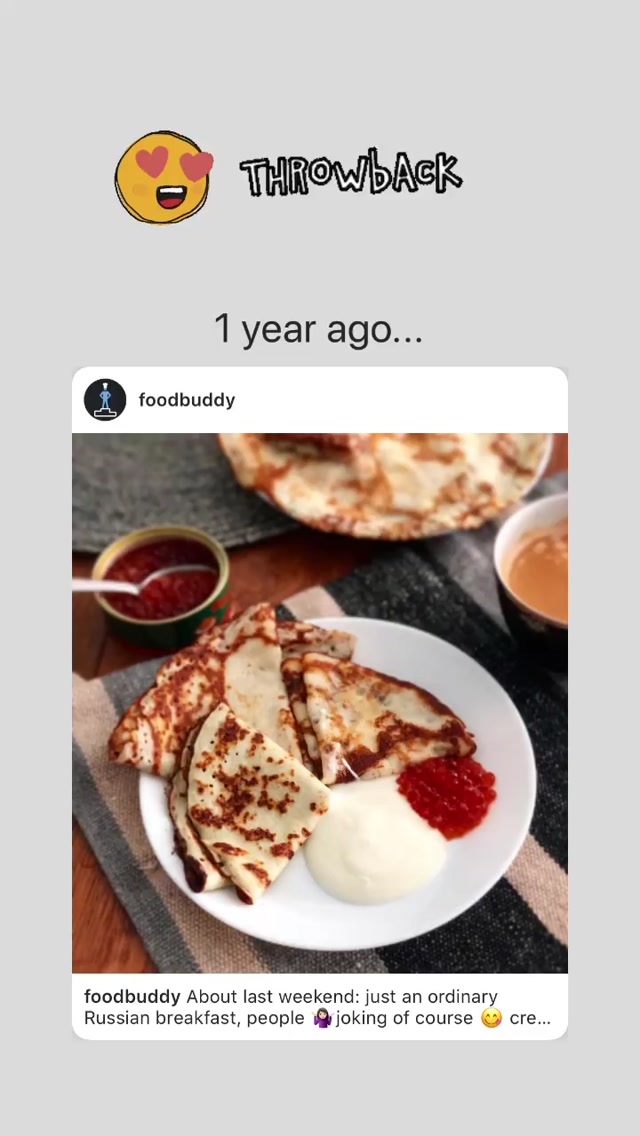 THROWbACK
1 year ago...
foodbuddy
foodbuddy About last weekend: just an ordinary
Russian breakfast, people 🤷🏻‍♀️joking of course 😋 cre...